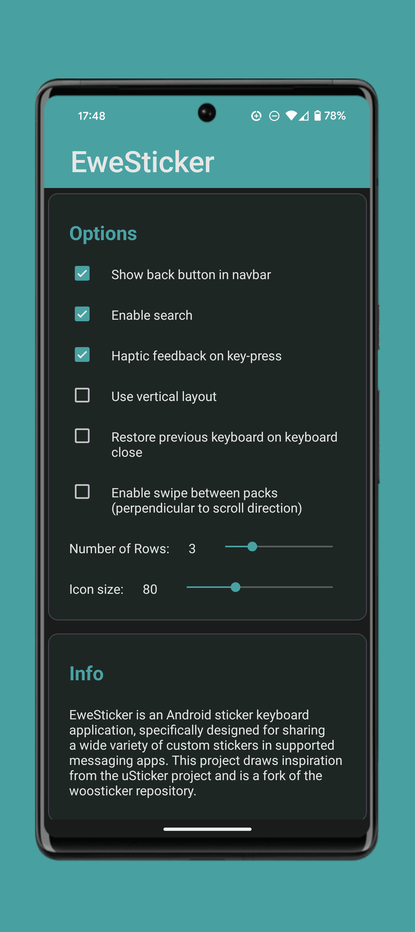 17:48
78%
EweSticker
Options
Show back button in navbar
Enable search
Haptic feedback on key-press
Use vertical layout
Restore previous keyboard on keyboard
close
Enable swipe between packs
(perpendicular to scroll direction)
Number of Rows: 3
Icon size: 80
Info
EweSticker is an Android sticker keyboard
application, specifically designed for sharing
a wide variety of custom stickers in supported
messaging apps. This project draws inspiration
from the uSticker project and is a fork of the
woosticker repository.